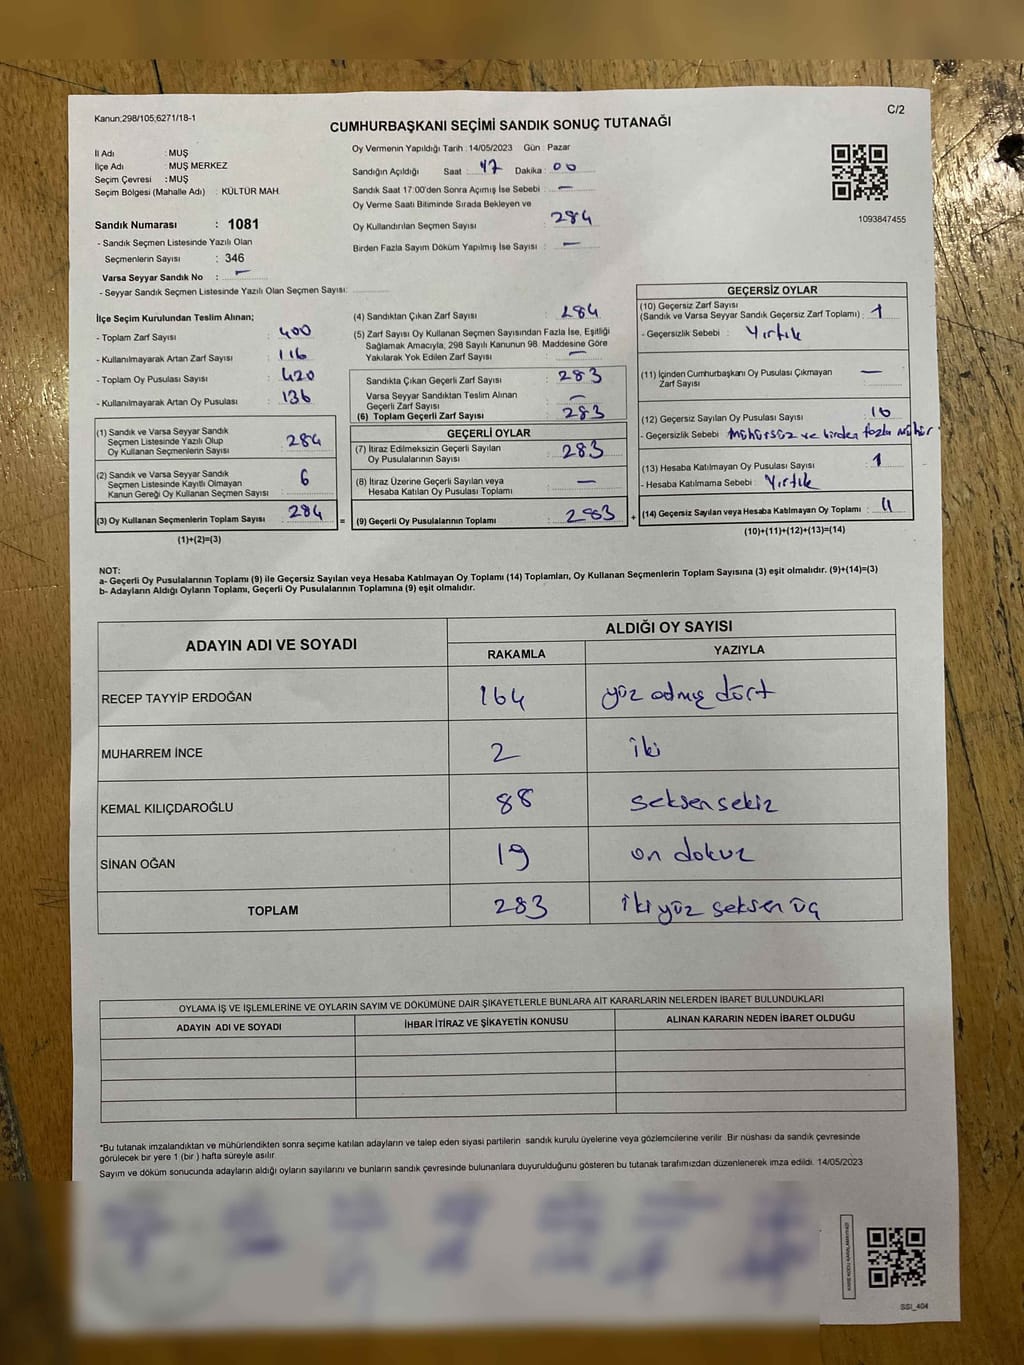 Kanun;298/105;6271/18-1
C/2
CUMHURBAŞKANI SEÇİMİ SANDIK SONUÇ TUTANAĞI
İl Adı : MUŞ
İlçe Adı : MUŞ MERKEZ
Seçim Çevresi : MUŞ
Seçim Bölgesi (Mahalle Adı) : KÜLTÜR MAH.
Sandık Numarası : 1081
- Sandık Seçmen Listesinde Yazılı Olan
Seçmenlerin Sayısı : 346
Varsa Seyyar Sandık No : -
- Seyyar Sandık Seçmen Listesinde Yazılı Olan Seçmen Sayısı:
Oy Vermenin Yapıldığı Tarih : 14/05/2023 Gün : Pazar
Sandığın Açıldığı Saat : 17 Dakika : 00
Sandık Saat 17:00'den Sonra Açımış İse Sebebi : -
Oy Verme Saati Bitiminde Sırada Bekleyen ve
Oy Kullandırılan Seçmen Sayısı : 284
Birden Fazla Sayım Döküm Yapılmış İse Sayısı : -
1093847455
İlçe Seçim Kurulundan Teslim Alınan;
- Toplam Zarf Sayısı : 400
- Kullanılmayarak Artan Zarf Sayısı : 116
- Toplam Oy Pusulası Sayısı : 420
- Kullanılmayarak Artan Oy Pusulası : 136
(1) Sandık ve Varsa Seyyar Sandık
Seçmen Listesinde Yazılı Olup
Oy Kullanan Seçmenlerin Sayısı : 284
(2) Sandık ve Varsa Seyyar Sandık
Seçmen Listesinde Kayıtlı Olmayan
Kanun Gereği Oy Kullanan Seçmen Sayısı : 6
(3) Oy Kullanan Seçmenlerin Toplam Sayısı : 284
(1)+(2)=(3)
(4) Sandıktan Çıkan Zarf Sayısı : 284
(5) Zarf Sayısı Oy Kullanan Seçmen Sayısından Fazla İse, Eşitliği
Sağlamak Amacıyla; 298 Sayılı Kanunun 98. Maddesine Göre
Yakılarak Yok Edilen Zarf Sayısı : -
Sandıkta Çıkan Geçerli Zarf Sayısı : 283
Varsa Seyyar Sandıktan Teslim Alınan
Geçerli Zarf Sayısı : -
(6) Toplam Geçerli Zarf Sayısı : 283
GEÇERLİ OYLAR
(7) İtiraz Edilmeksizin Geçerli Sayılan
Oy Pusulalarının Sayısı : 283
(8) İtiraz Üzerine Geçerli Sayılan veya
Hesaba Katılan Oy Pusulası Toplamı : -
= (9) Geçerli Oy Pusulalarının Toplamı : 283
GEÇERSİZ OYLAR
(10) Geçersiz Zarf Sayısı
(Sandık ve Varsa Seyyar Sandık Geçersiz Zarf Toplamı) : 1
- Geçersizlik Sebebi : Yırtık
(11) İçinden Cumhurbaşkanı Oy Pusulası Çıkmayan
Zarf Sayısı : -
(12) Geçersiz Sayılan Oy Pusulası Sayısı : 10
- Geçersizlik Sebebi : Mühürsüz ve birden fazla mühür
(13) Hesaba Katılmayan Oy Pusulası Sayısı : 1
- Hesaba Katılmama Sebebi : Yırtık
+ (14) Geçersiz Sayılan veya Hesaba Katılmayan Oy Toplamı : 11
(10)+(11)+(12)+(13)=(14)
NOT:
a- Geçerli Oy Pusulalarının Toplamı (9) ile Geçersiz Sayılan veya Hesaba Katılmayan Oy Toplamı (14) Toplamları, Oy Kullanan Seçmenlerin Toplam Sayısına (3) eşit olmalıdır. (9)+(14)=(3)
b- Adayların Aldığı Oyların Toplamı, Geçerli Oy Pusulalarının Toplamına (9) eşit olmalıdır.
ADAYIN ADI VE SOYADI
ALDIĞI OY SAYISI
RAKAMLA YAZIYLA
RECEP TAYYİP ERDOĞAN 164 yüz atmış dört
MUHARREM İNCE 2 iki
KEMAL KILIÇDAROĞLU 88 seksen sekiz
SİNAN OĞAN 19 on dokuz
TOPLAM 283 iki yüz seksen üç
OYLAMA İŞ VE İŞLEMLERİNE VE OYLARIN SAYIM VE DÖKÜMÜNE DAİR ŞİKAYETLERLE BUNLARA AİT KARARLARIN NELERDEN İBARET BULUNDUKLARI
ADAYIN ADI VE SOYADI İHBAR İTİRAZ VE ŞİKAYETİN KONUSU ALINAN KARARIN NEDEN İBARET OLDUĞU
*Bu tutanak imzalandıktan ve mühürlendikten sonra seçime katılan adayların ve talep eden siyasi partilerin sandık kurulu üyelerine veya gözlemcilerine verilir. Bir nüshası da sandık çevresinde
görülecek bir yere 1 (bir ) hafta süreyle asılır.
Sayım ve döküm sonucunda adayların aldığı oyların sayılarını ve bunların sandık çevresinde bulunanlara duyurulduğunu gösteren bu tutanak tarafımızdan düzenlenerek imza edildi. 14/05/2023
SSI_404